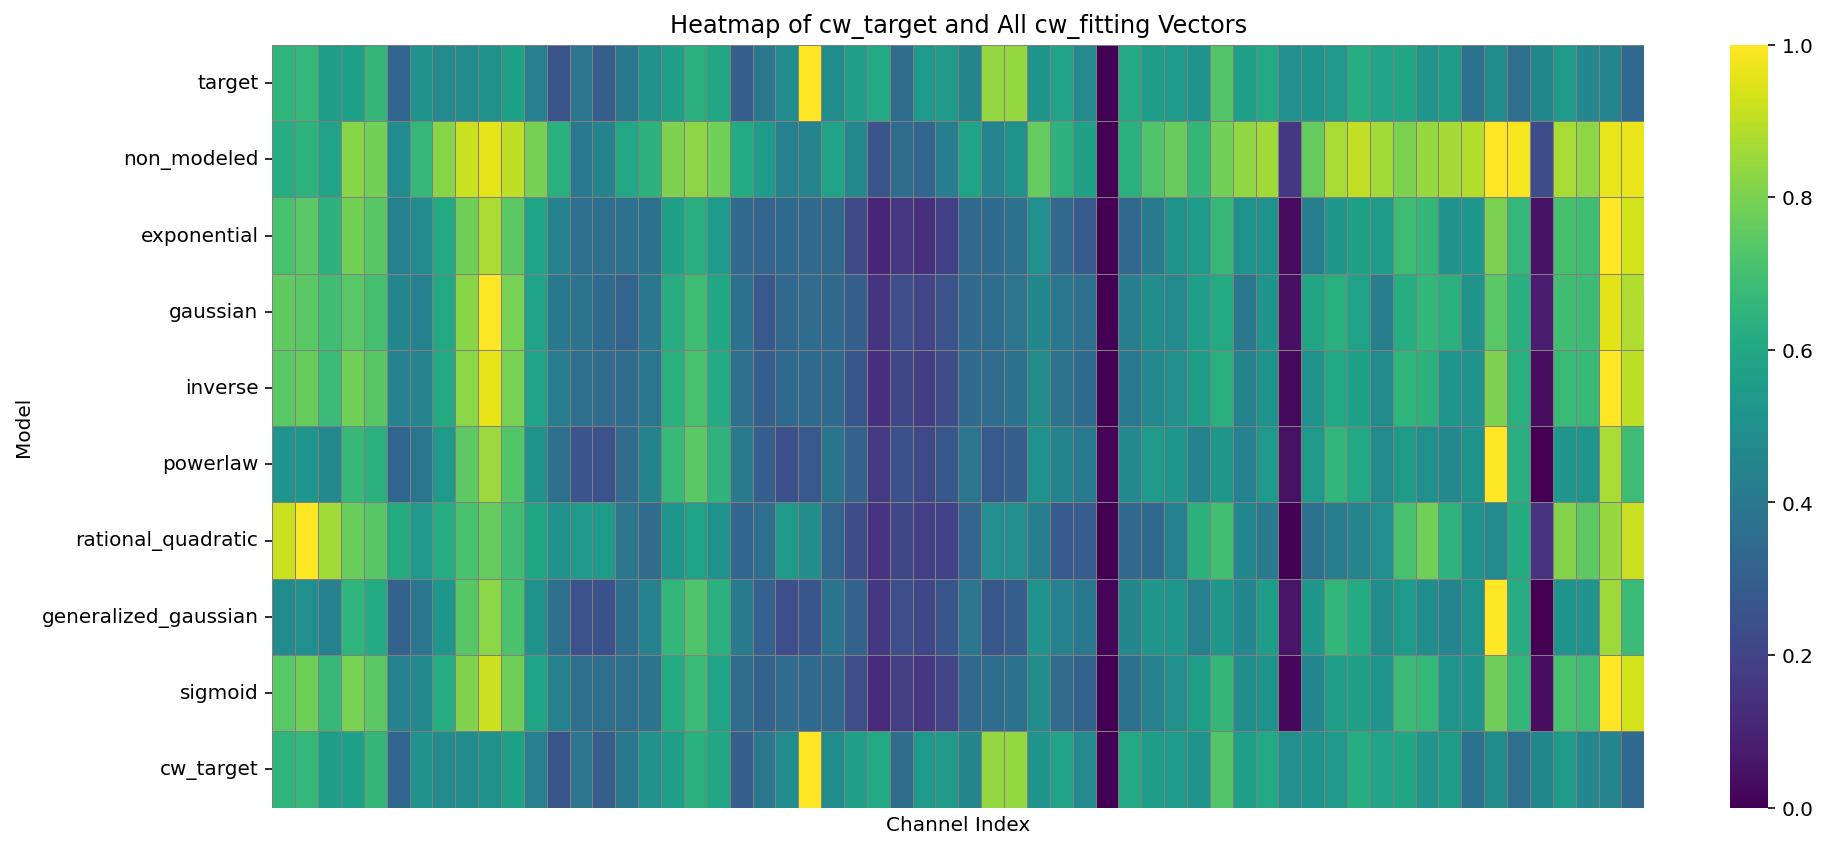 Heatmap of cw_target and All cw_fitting Vectors
Model
target
non_modeled
exponential
gaussian
inverse
powerlaw
rational_quadratic
generalized_gaussian
sigmoid
cw_target
Channel Index
1.0
0.8
0.6
0.4
0.2
0.0